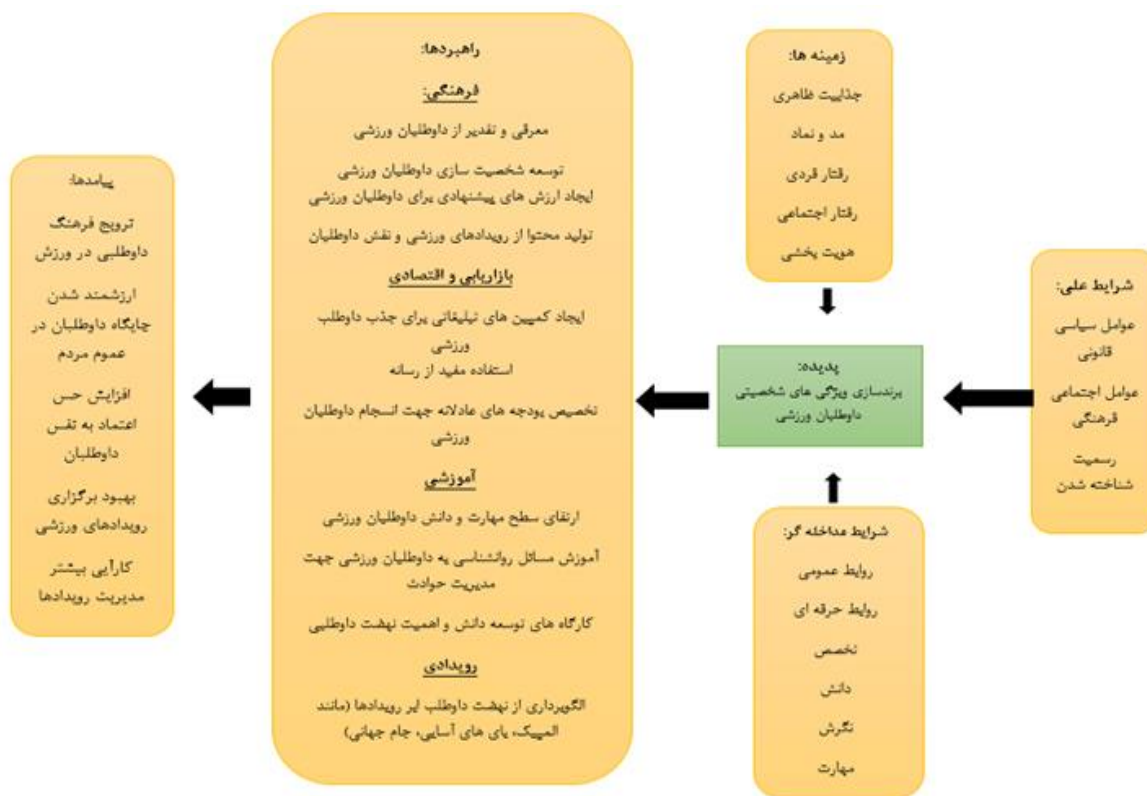 شرایط علی:
عوامل سیاسی
قانونی
عوامل اجتماعی
فرهنگی
رسمیت
شناخته شدن
زمینه ها:
جذابیت ظاهری
مد و نماد
رفتار فردی
رفتار اجتماعی
هویت بخشی
پدیده:
برندسازی ویژگی های شخصیتی
داوطلبان ورزشی
شرایط مداخله گر:
روابط عمومی
روابط حرفه ای
تخصص
دانش
نگرش
مهارت
راهبردها:
فرهنگی:
معرفی و تقدیر از داوطلبان ورزشی
توسعه شخصیت سازی داوطلبان ورزشی
ایجاد ارزش های پیشنهادی برای داوطلبان ورزشی
تولید محتوا از رویدادهای ورزشی و نقش داوطلبان
بازاریابی و اقتصادی
ایجاد کمپین های تبلیغاتی برای جذب داوطلب
ورزشی
استفاده مفید از رسانه
تخصیص بودجه های عادلانه جهت انسجام داوطلبان
ورزشی
آموزشی
ارتقای سطح مهارت و دانش داوطلبان ورزشی
آموزش مسائل روانشناسی به داوطلبان ورزشی جهت
مدیریت حوادث
کارگاه های توسعه دانش و اهمیت نهضت داوطلبی
رویدادی
الگوبرداری از نهضت داوطلب ابر رویدادها (مانند
المپیک، بای های آسایی، جام جهانی)
پیامدها:
ترویج فرهنگ
داوطلبی در ورزش
ارزشمند شدن
جایگاه داوطلبان در
عموم مردم
افزایش حس
اعتماد به نفس
داوطلبان
بهبود برگزاری
رویدادهای ورزشی
کارآیی بیشتر
مدیریت رویدادها